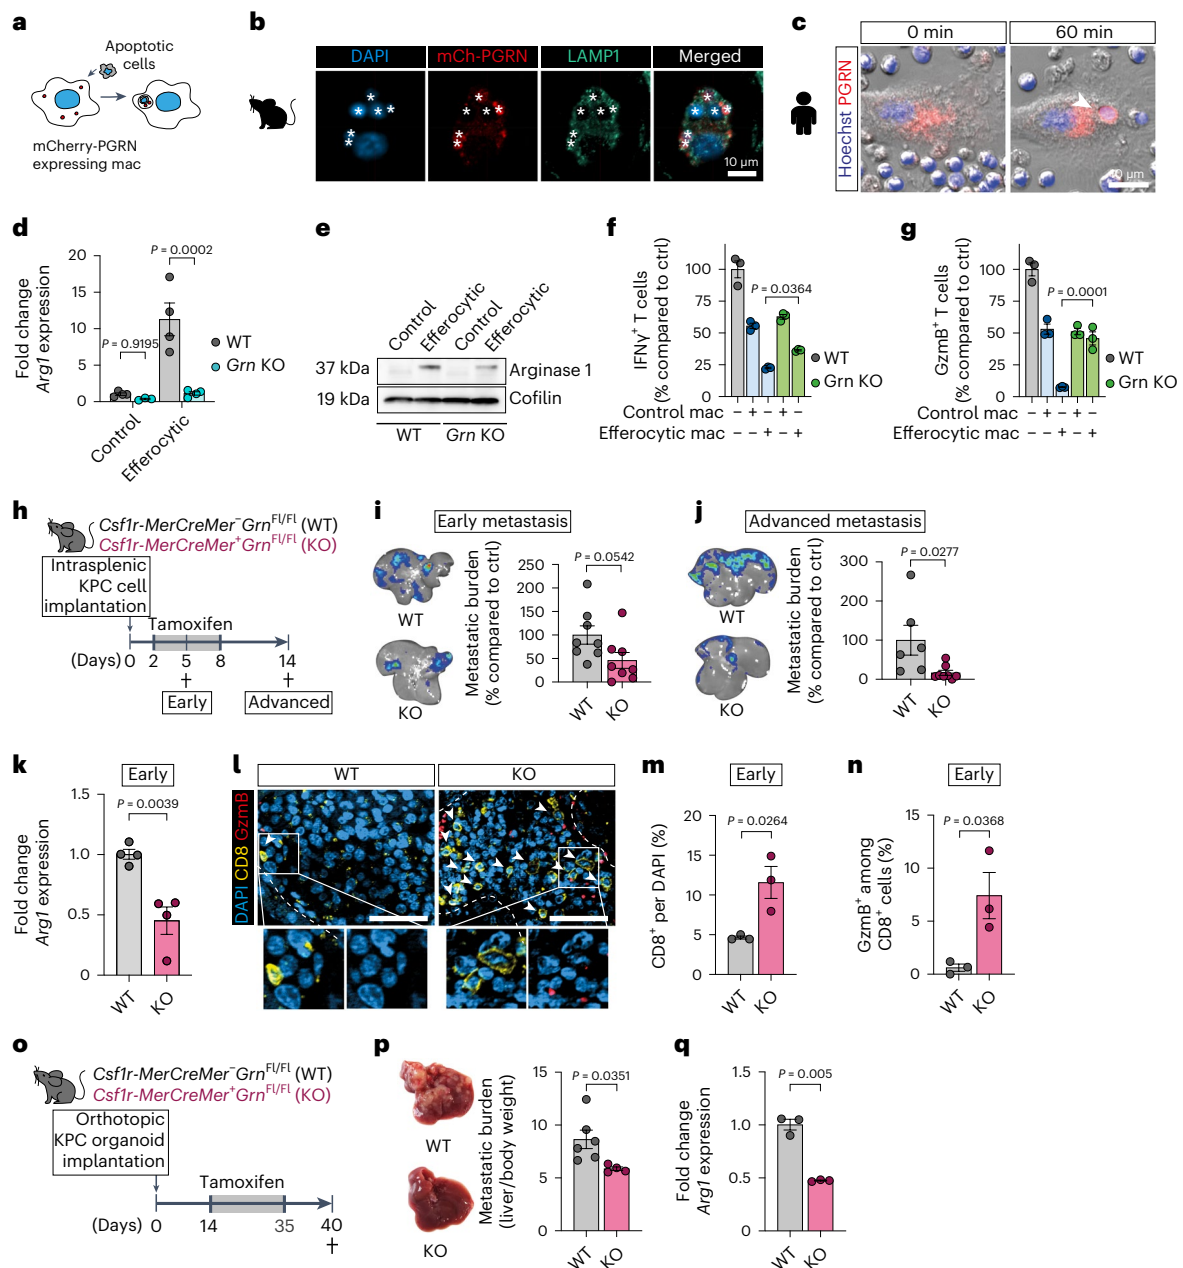 a
Apoptotic
cells
mCherry-PGRN
expressing mac
b
DAPI
mCh-PGRN
LAMP1
Merged
10 µm
c
0 min
60 min
Hoechst PGRN
d
Fold change
Arg1 expression
20
15
10
5
0
P = 0.0002
P = 0.9195
WT
Grn KO
Control
Efferocytic
e
Control
Efferocytic
Control
Efferocytic
37 kDa
Arginase 1
19 kDa
Cofilin
WT
Grn KO
f
IFNγ+ T cells
(% compared to ctrl)
100
75
50
25
0
P = 0.0364
WT
Grn KO
Control mac – + – + –
Efferocytic mac – – + – +
g
GzmB+ T cells
(% compared to ctrl)
100
75
50
25
0
P = 0.0001
WT
Grn KO
Control mac – + – + –
Efferocytic mac – – + – +
h
Csf1r-MerCreMer–GrnFl/Fl (WT)
Csf1r-MerCreMer+GrnFl/Fl (KO)
Intrasplenic
KPC cell
implantation
Tamoxifen
(Days) 0 2 5 8 14
Early
Advanced
i
Early metastasis
WT
KO
Metastatic burden
(% compared to ctrl)
250
200
150
100
50
0
P = 0.0542
WT
KO
j
Advanced metastasis
WT
KO
Metastatic burden
(% compared to ctrl)
300
200
100
0
P = 0.0277
WT
KO
k
Early
Fold change
Arg1 expression
1.5
1.0
0.5
0
P = 0.0039
WT
KO
l
WT
KO
DAPI CD8 GzmB
m
Early
CD8+ per DAPI (%)
20
15
10
5
0
P = 0.0264
WT
KO
n
Early
GzmB+ among
CD8+ cells (%)
15
10
5
0
P = 0.0368
WT
KO
o
Csf1r-MerCreMer–GrnFl/Fl (WT)
Csf1r-MerCreMer+GrnFl/Fl (KO)
Orthotopic
KPC organoid
implantation
Tamoxifen
(Days) 0 14 35 40
p
WT
KO
Metastatic burden
(liver/body weight)
15
10
5
0
P = 0.0351
WT
KO
q
Fold change
Arg1 expression
1.5
1.0
0.5
0
P = 0.005
WT
KO